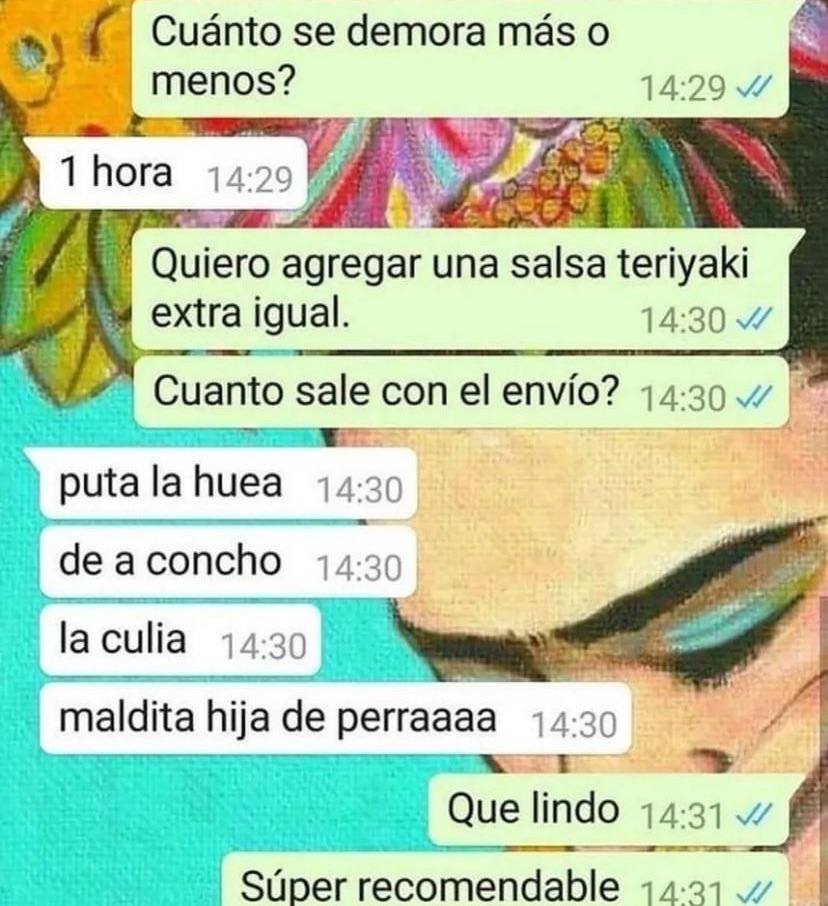 Cuánto se demora más o
menos? 14:29
1 hora 14:29
Quiero agregar una salsa teriyaki
extra igual. 14:30
Cuanto sale con el envío? 14:30
puta la huea 14:30
de a concho 14:30
la culia 14:30
maldita hija de perraaaa 14:30
Que lindo 14:31
Súper recomendable 14:31